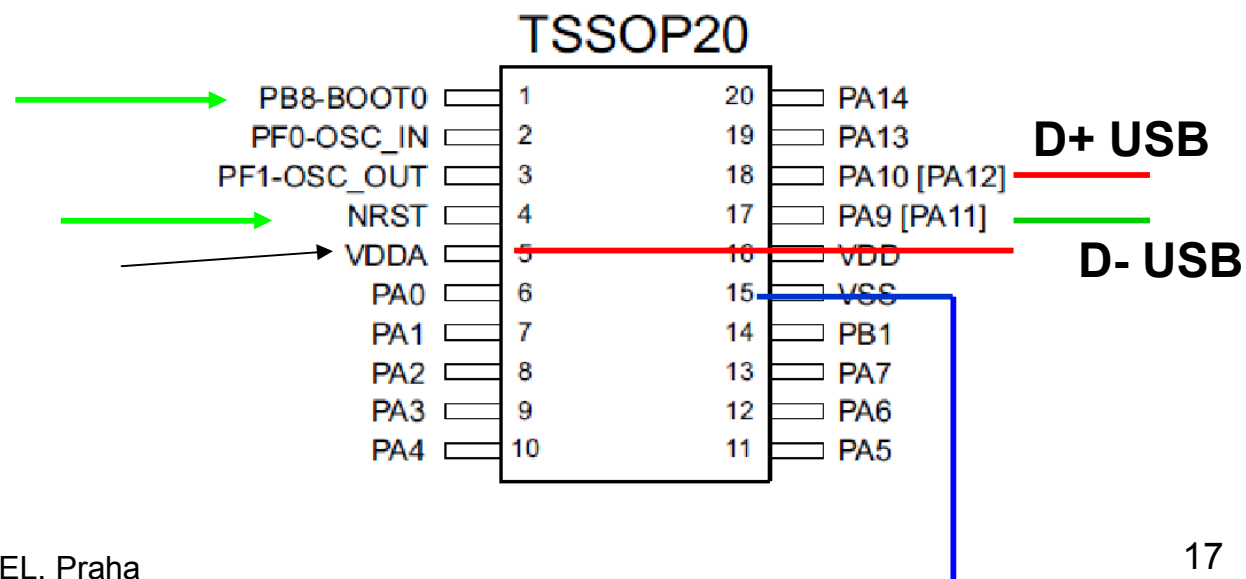 TSSOP20
PB8-BOOT0 1 20 PA14
PF0-OSC_IN 2 19 PA13
D+ USB
PF1-OSC_OUT 3 18 PA10 [PA12]
NRST 4 17 PA9 [PA11]
VDDA 5 16 VDD
D- USB
PA0 6 15 VSS
PA1 7 14 PB1
PA2 8 13 PA7
PA3 9 12 PA6
PA4 10 11 PA5
EL. Praha
17